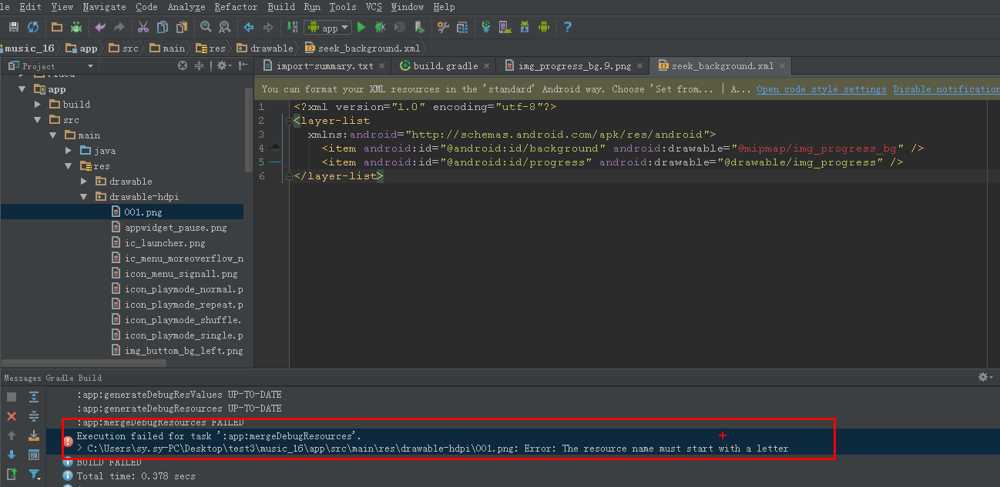 le Edit View Navigate Code Analyze Refactor Build Run Tools VCS Window Help
app
music_16 app src main res drawable seek_background.xml
Project import-summary.txt build.gradle img_progress_bg.9.png seek_background.xml
You can format your XML resources in the 'standard' Android way. Choose 'Set from... | A... Open code style settings Disable notification
app
build
src
main
java
res
drawable
drawable-hdpi
001.png
appwidget_pause.png
ic_launcher.png
ic_menu_moreoverflow_n
icon_menu_signall.png
icon_playmode_normal.p
icon_playmode_repeat.p
icon_playmode_shuffle.
icon_playmode_single.p
img_buttom_bg_left.png
1 <?xml version="1.0" encoding="utf-8"?>
2 <layer-list
3 xmlns:android="http://schemas.android.com/apk/res/android">
4 <item android:id="@android:id/background" android:drawable="@mipmap/img_progress_bg" />
5 <item android:id="@android:id/progress" android:drawable="@drawable/img_progress" />
6 </layer-list>
Messages Gradle Build
:app:generateDebugResValues UP-TO-DATE
:app:generateDebugResources UP-TO-DATE
:app:mergeDebugResources FAILED
Execution failed for task ':app:mergeDebugResources'.
> C:\Users\sy.sy-PC\Desktop\test3\music_16\app\src\main\res\drawable-hdpi\001.png: Error: The resource name must start with a letter
BUILD FAILED
Total time: 0.378 secs